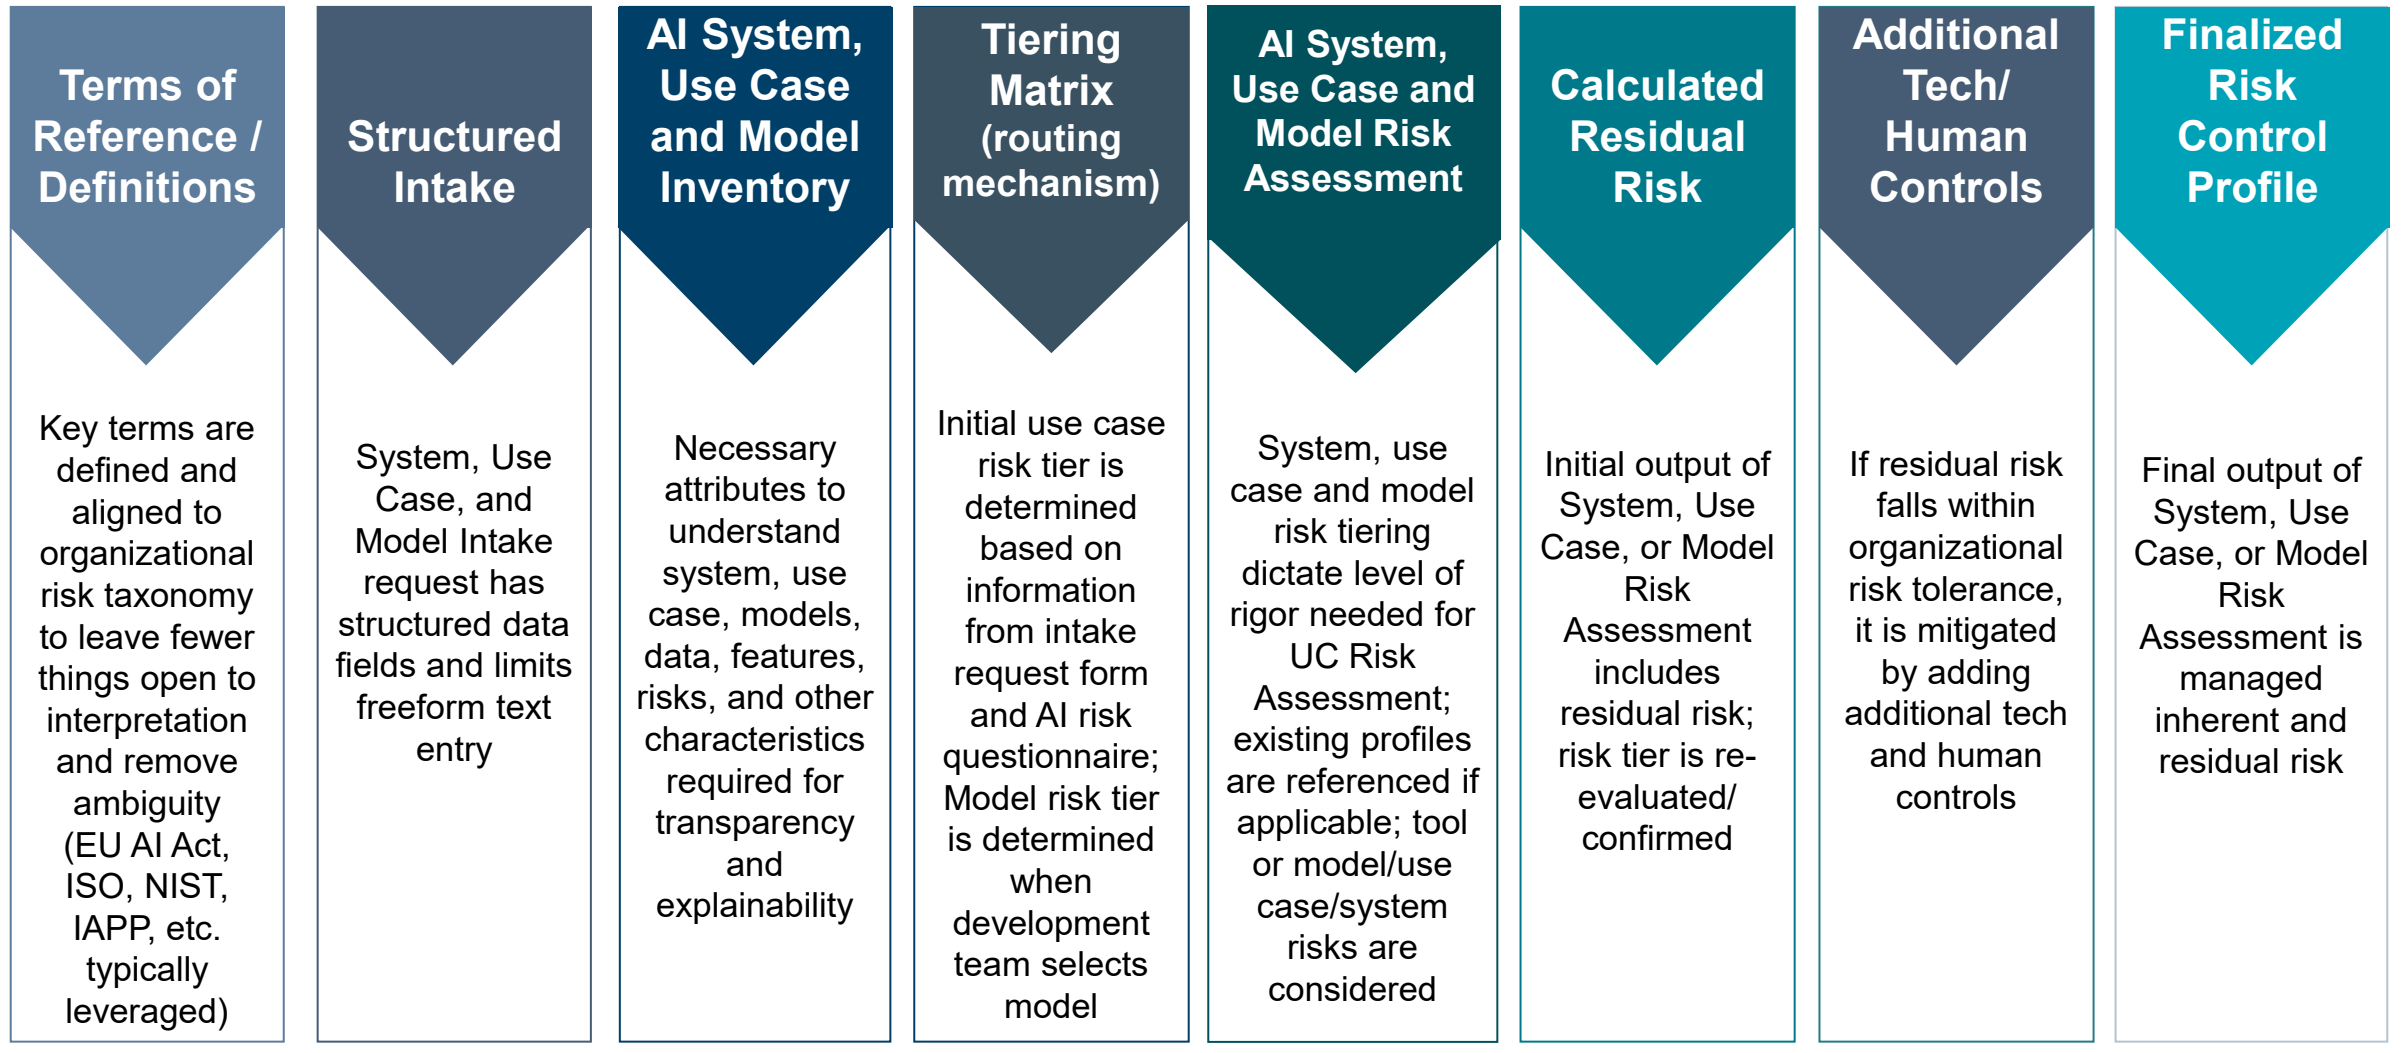 Terms of
Reference /
Definitions
Key terms are
defined and
aligned to
organizational
risk taxonomy
to leave fewer
things open to
interpretation
and remove
ambiguity
(EU AI Act,
ISO, NIST,
IAPP, etc.
typically
leveraged)
Structured
Intake
System, Use
Case, and
Model Intake
request has
structured data
fields and limits
freeform text
entry
AI System,
Use Case
and Model
Inventory
Necessary
attributes to
understand
system, use
case, models,
data, features,
risks, and other
characteristics
required for
transparency
and
explainability
Tiering
Matrix
(routing
mechanism)
Initial use case
risk tier is
determined
based on
information
from intake
request form
and AI risk
questionnaire;
Model risk tier
is determined
when
development
team selects
model
AI System,
Use Case and
Model Risk
Assessment
System, use
case and model
risk tiering
dictate level of
rigor needed for
UC Risk
Assessment;
existing profiles
are referenced if
applicable; tool
or model/use
case/system
risks are
considered
Calculated
Residual
Risk
Initial output of
System, Use
Case, or Model
Risk
Assessment
includes
residual risk;
risk tier is re-
evaluated/
confirmed
Additional
Tech/
Human
Controls
If residual risk
falls within
organizational
risk tolerance,
it is mitigated
by adding
additional tech
and human
controls
Finalized
Risk
Control
Profile
Final output of
System, Use
Case, or Model
Risk
Assessment is
managed
inherent and
residual risk